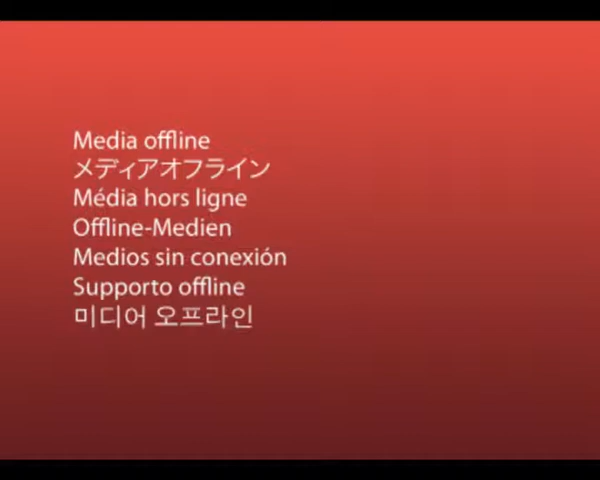 Media offline
メディアオフライン
Média hors ligne
Offline-Medien
Medios sin conexión
Supporto offline
미디어 오프라인